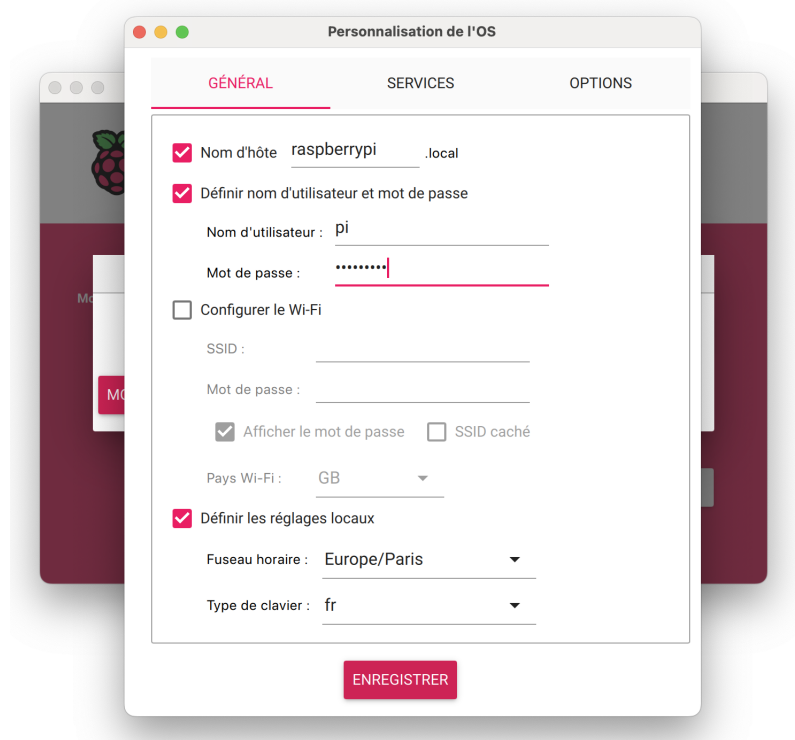 Personnalisation de l'OS
GÉNÉRAL SERVICES OPTIONS
Nom d'hôte raspberrypi .local
Définir nom d'utilisateur et mot de passe
Nom d'utilisateur : pi
Mot de passe : •••••••••
Configurer le Wi-Fi
SSID :
Mot de passe :
Afficher le mot de passe SSID caché
Pays Wi-Fi : GB
Définir les réglages locaux
Fuseau horaire : Europe/Paris
Type de clavier : fr
ENREGISTRER